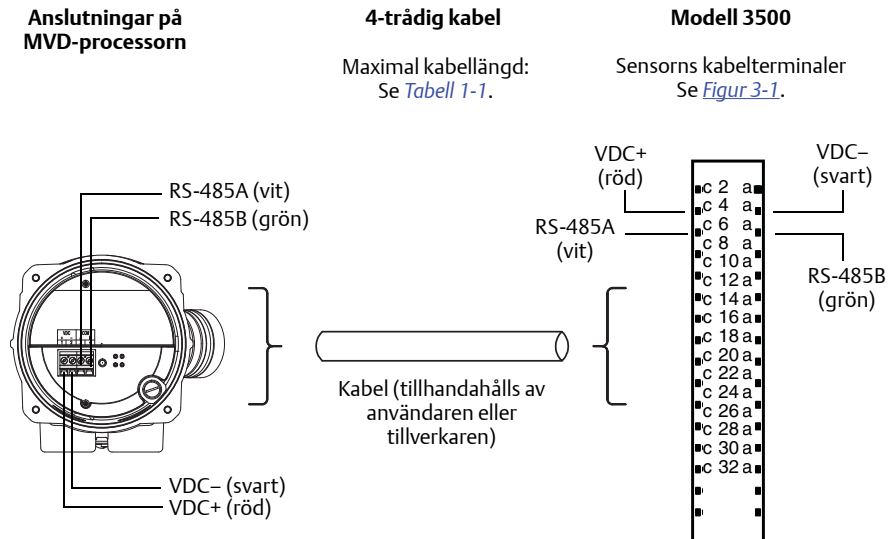 Anslutningar på
MVD-processorn
4-trådig kabel
Maximal kabellängd:
Se Tabell 1-1.
Modell 3500
Sensorns kabelterminaler
Se Figur 3-1.
RS-485A (vit)
RS-485B (grön)
VDC– (svart)
VDC+ (röd)
Kabel (tillhandahålls av
användaren eller
tillverkaren)
VDC+
(röd)
RS-485A
(vit)
VDC–
(svart)
RS-485B
(grön)
c 2 a
c 4 a
c 6 a
c 8 a
c 10 a
c 12 a
c 14 a
c 16 a
c 18 a
c 20 a
c 22 a
c 24 a
c 26 a
c 28 a
c 30 a
c 32 a